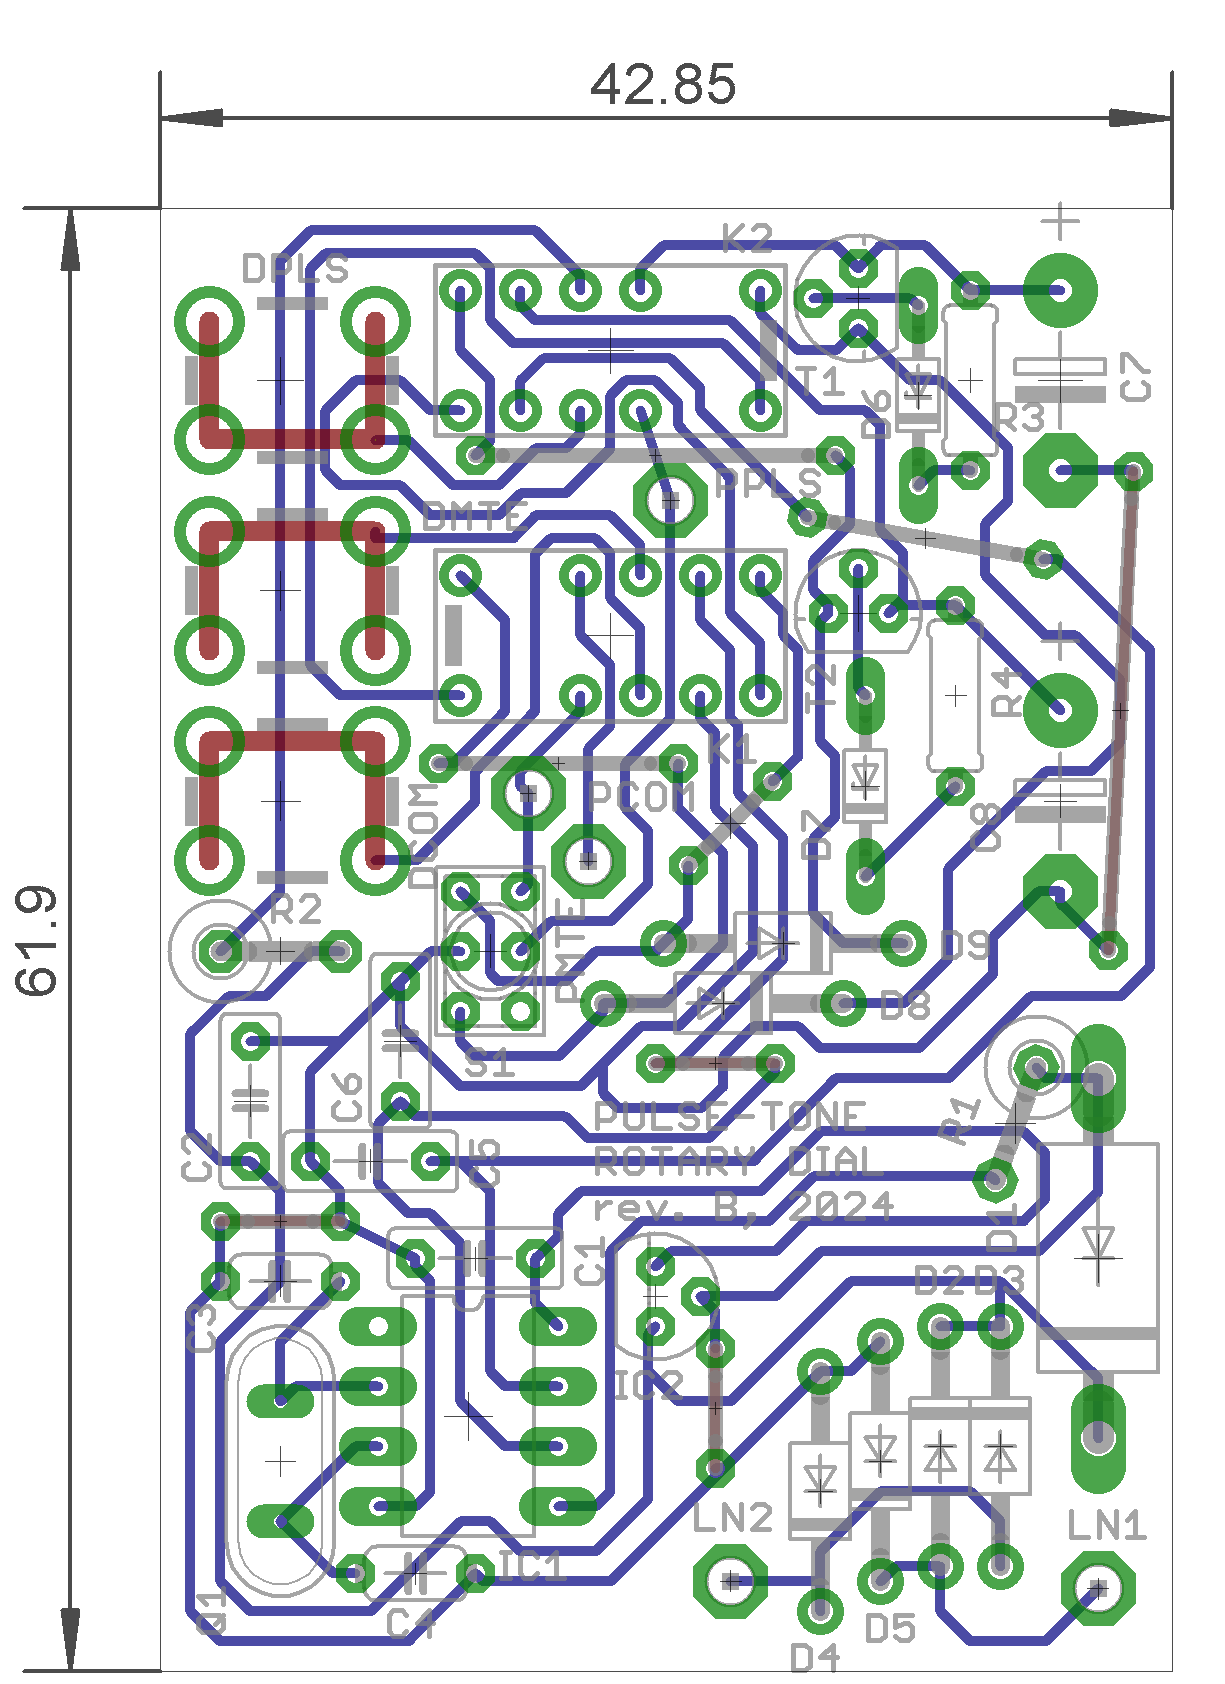 42.85
61.9
K2
DPLS
T1
D6
R3
C7
PPLS
DMTE
T2
R4
K1
PCOM
DCOM
D7
C8
R2
PMTE
D9
D8
S1
C6
C2
C5
PULSE-TONE
ROTARY DIAL
rev. B, 2024
R1
D1
C1
D2
D3
C3
IC2
LN2
LN1
IC1
Q1
C4
D5
D4